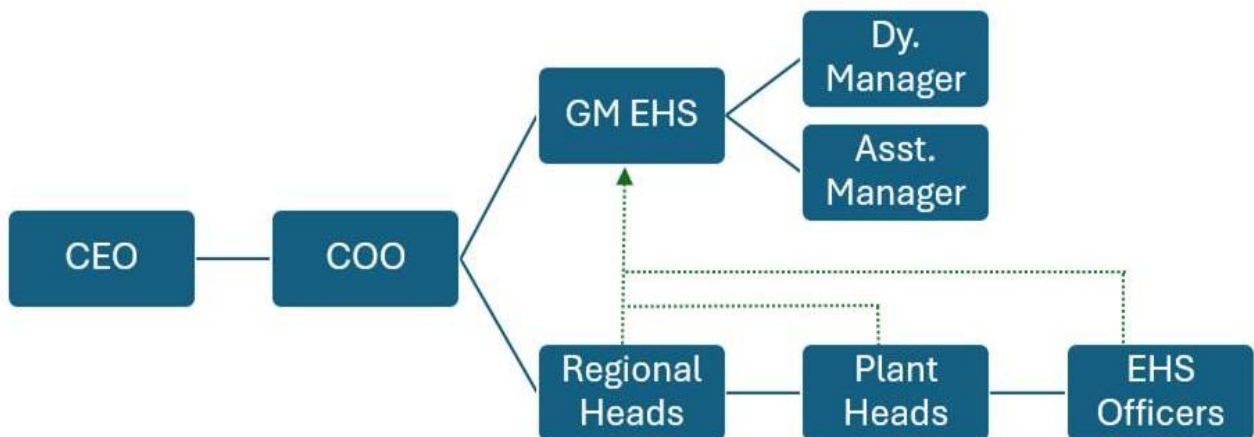 Dy.
Manager
GM EHS
Asst.
Manager
CEO
COO
Regional
Heads
Plant
Heads
EHS
Officers